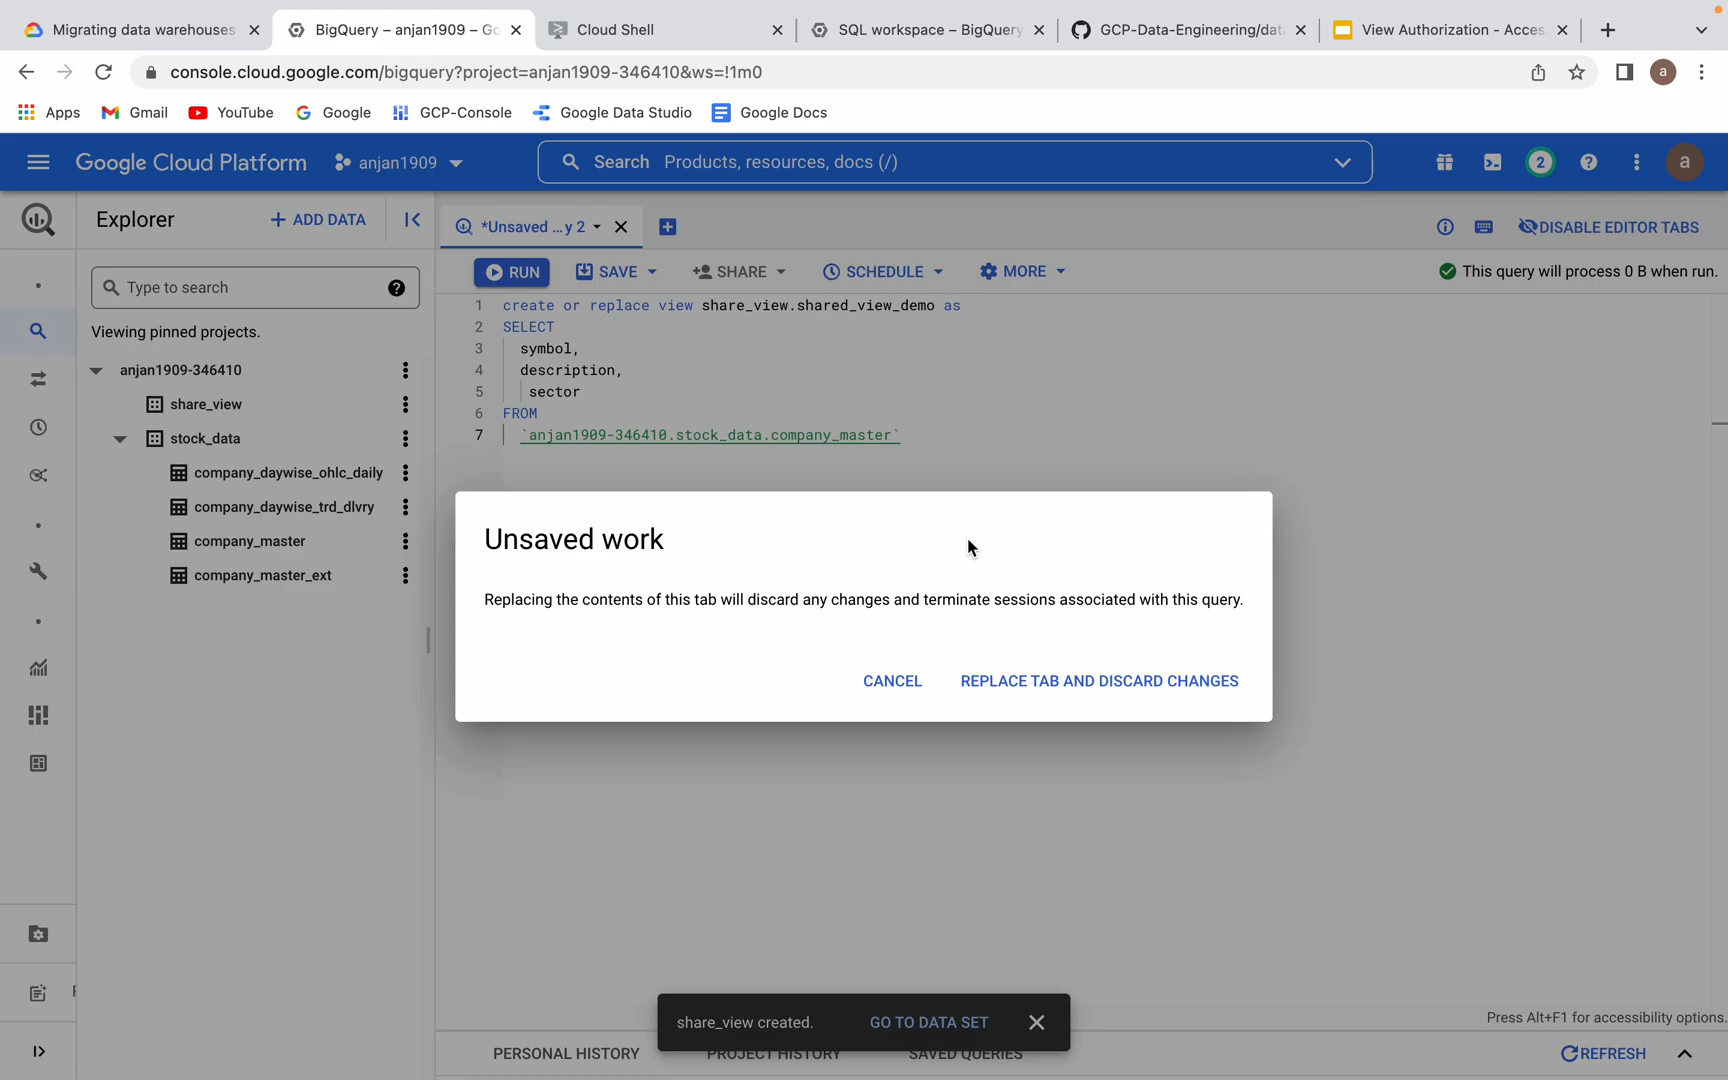 Migrating data warehouses
BigQuery – anjan1909 – Go
Cloud Shell
SQL workspace – BigQuery
GCP-Data-Engineering/dat
View Authorization - Acces
console.cloud.google.com/bigquery?project=anjan1909-346410&ws=!1m0
a
Apps
Gmail
YouTube
Google
GCP-Console
Google Data Studio
Google Docs
Google Cloud Platform
anjan1909
Search Products, resources, docs (/)
2
a
Explorer
+ ADD DATA
*Unsaved ...y 2
DISABLE EDITOR TABS
RUN
SAVE
SHARE
SCHEDULE
MORE
This query will process 0 B when run.
Type to search
Viewing pinned projects.
anjan1909-346410
share_view
stock_data
company_daywise_ohlc_daily
company_daywise_trd_dlvry
company_master
company_master_ext
1 create or replace view share_view.shared_view_demo as
2 SELECT
3 symbol,
4 description,
5 sector
6 FROM
7 `anjan1909-346410.stock_data.company_master`
Unsaved work
Replacing the contents of this tab will discard any changes and terminate sessions associated with this query.
CANCEL
REPLACE TAB AND DISCARD CHANGES
share_view created.
GO TO DATA SET
Press Alt+F1 for accessibility options.
PERSONAL HISTORY
PROJECT HISTORY
SAVED QUERIES
REFRESH